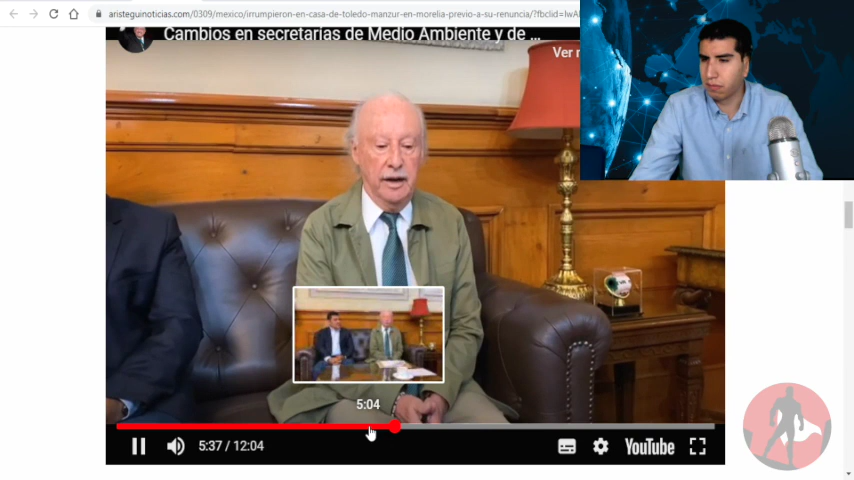 aristeguinoticias.com/0309/mexico/irrumpieron-en-casa-de-toledo-manzur-en-morelia-previo-a-su-renuncia/?fbclid=IwA
Cambios en secretarias de Medio Ambiente y de ...
Ver
5:04
5:37 / 12:04
YouTube